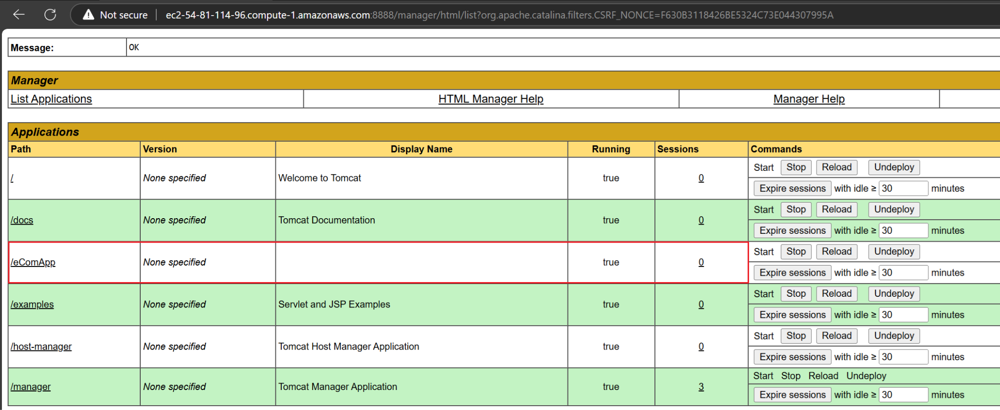 Not secure ec2-54-81-114-96.compute-1.amazonaws.com:8888/manager/html/list?org.apache.catalina.filters.CSRF_NONCE=F630B3118426BE5324C73E044307995A
Message: OK
Manager
List Applications HTML Manager Help Manager Help
Applications
Path Version Display Name Running Sessions Commands
Start Stop Reload Undeploy
/ None specified Welcome to Tomcat true 0
Expire sessions with idle ≥ 30 minutes
Start Stop Reload Undeploy
/docs None specified Tomcat Documentation true 0
Expire sessions with idle ≥ 30 minutes
Start Stop Reload Undeploy
/eComApp None specified true 0
Expire sessions with idle ≥ 30 minutes
Start Stop Reload Undeploy
/examples None specified Servlet and JSP Examples true 0
Expire sessions with idle ≥ 30 minutes
Start Stop Reload Undeploy
/host-manager None specified Tomcat Host Manager Application true 0
Expire sessions with idle ≥ 30 minutes
Start Stop Reload Undeploy
/manager None specified Tomcat Manager Application true 3
Expire sessions with idle ≥ 30 minutes